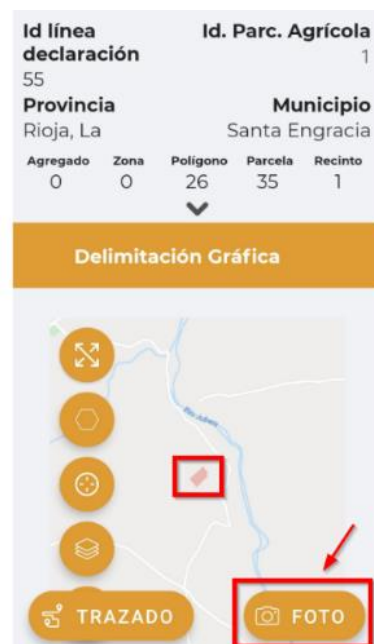 Id línea declaración Id. Parc. Agrícola
55 1
Provincia Municipio
Rioja, La Santa Engracia
Agregado Zona Polígono Parcela Recinto
0 0 26 35 1
Delimitación Gráfica
TRAZADO FOTO